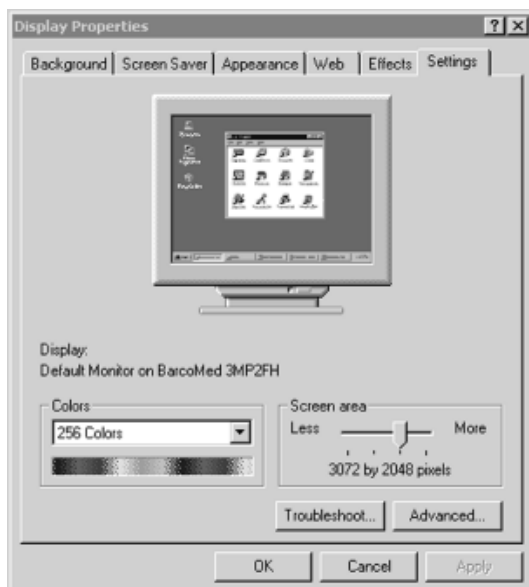 Display Properties
Background Screen Saver Appearance Web Effects Settings
Display:
Default Monitor on BarcoMed 3MP2FH
Colors
256 Colors
Screen area
Less More
3072 by 2048 pixels
Troubleshoot... Advanced...
OK Cancel Apply